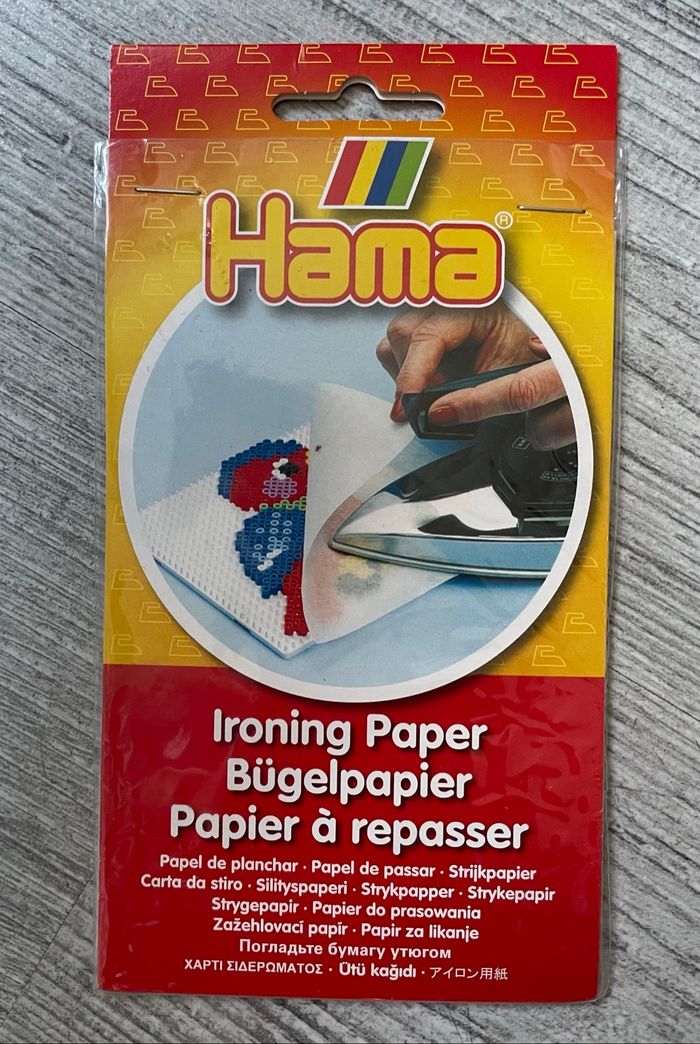 Hama®
Ironing Paper
Bügelpapier
Papier à repasser
Papel de planchar · Papel de passar · Strijkpapier
Carta da stiro · Silityspaperi · Strykpapper · Strykepapir
Strygepapir · Papier do prasowania
Zažehlovací papír · Papir za likanje
Погладьте бумагу утюгом
ΧΑΡΤΙ ΣΙΔΕΡΩΜΑΤΟΣ · Ütü kağıdı · アイロン用紙